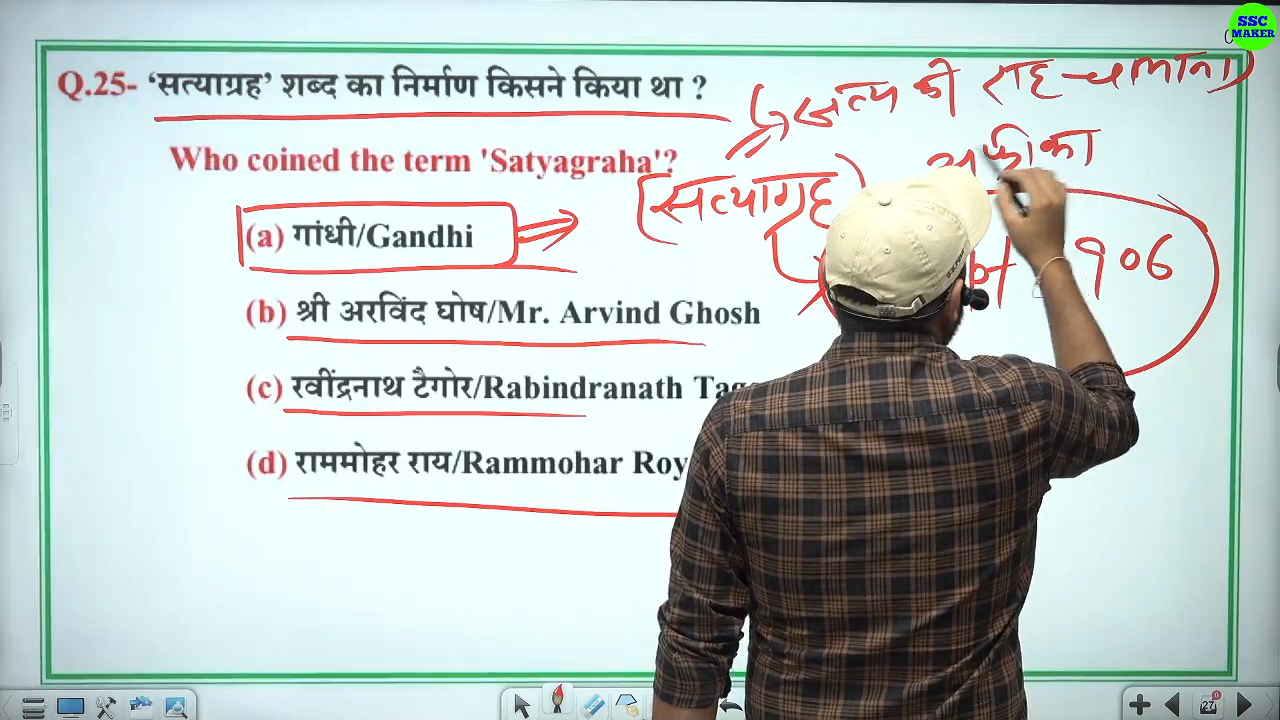 SSC
MAKER
Q.25- ‘सत्याग्रह’ शब्द का निर्माण किसने किया था ?
सत्य की राह चलाना)
Who coined the term 'Satyagraha'?
अफ्रीका
(सत्याग्रह)
(a) गांधी/Gandhi
906
(b) श्री अरविंद घोष/Mr. Arvind Ghosh
(c) रवींद्रनाथ टैगोर/Rabindranath
(d) राममोहर राय/Rammohar Roy
27